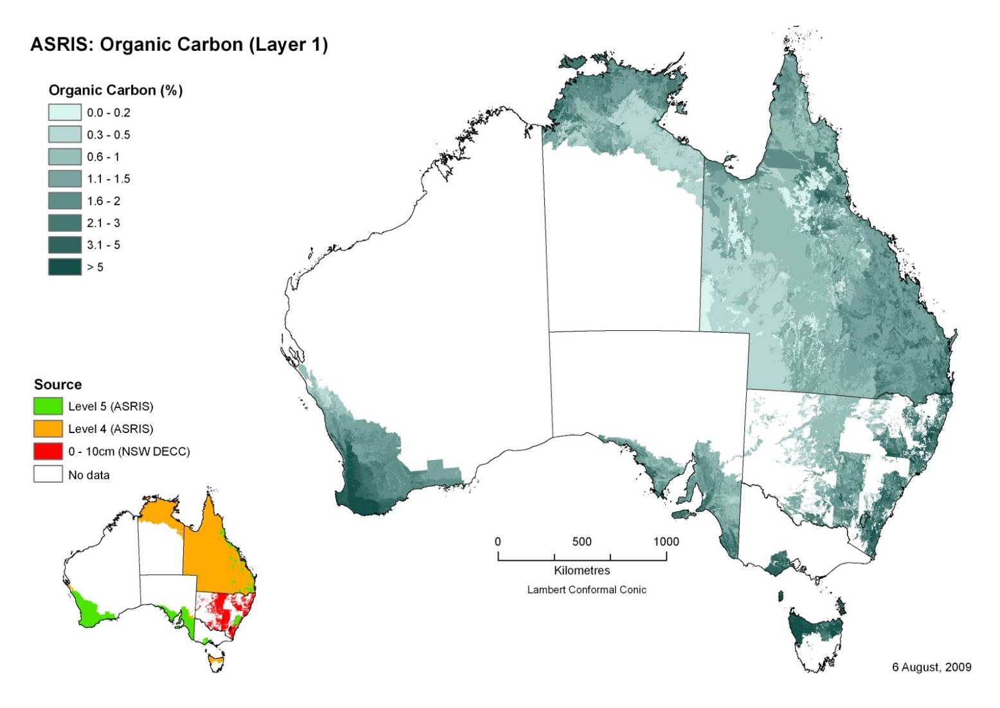 ASRIS: Organic Carbon (Layer 1)
Organic Carbon (%)
0.0 - 0.2
0.3 - 0.5
0.6 - 1
1.1 - 1.5
1.6 - 2
2.1 - 3
3.1 - 5
> 5
Source
Level 5 (ASRIS)
Level 4 (ASRIS)
0 - 10cm (NSW DECC)
No data
0 500 1000
Kilometres
Lambert Conformal Conic
6 August, 2009